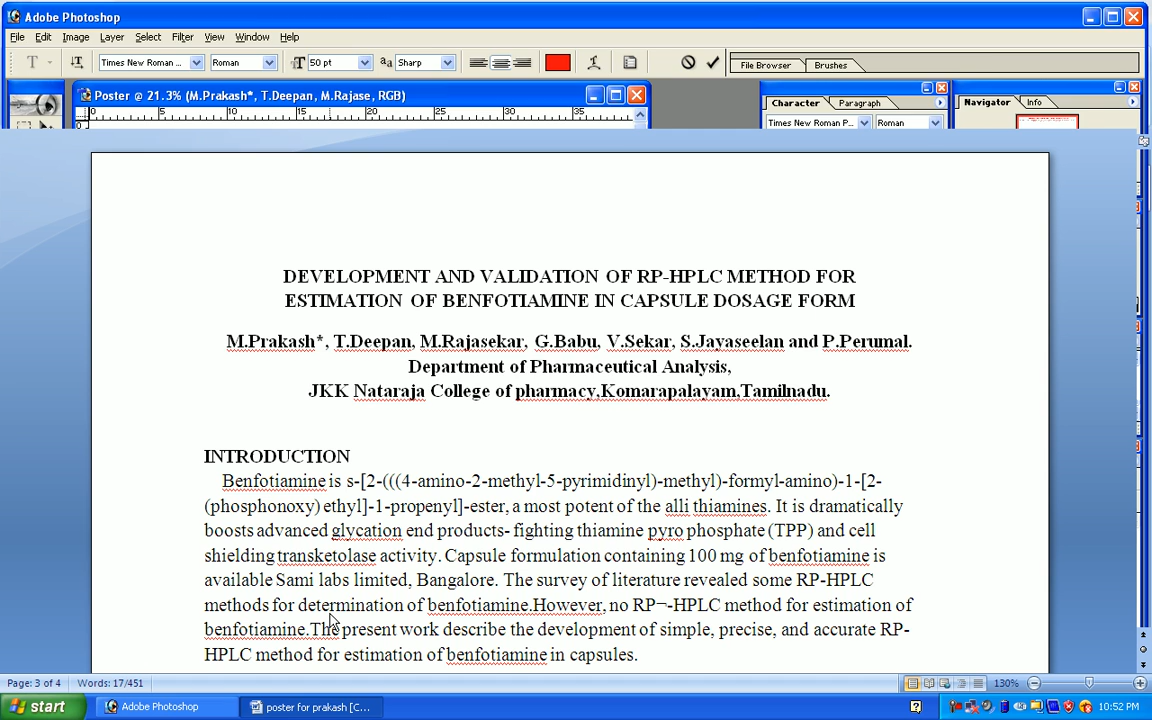 Adobe Photoshop
File Edit Image Layer Select Filter View Window Help
T T Times New Roman ... Roman T 50 pt aa Sharp File Browser Brushes
Poster @ 21.3% (M.Prakash*, T.Deepan, M.Rajase, RGB)
Character Paragraph Navigator Info
0 5 10 15 20 25 30 35
Times New Roman P... Roman
DEVELOPMENT AND VALIDATION OF RP-HPLC METHOD FOR
ESTIMATION OF BENFOTIAMINE IN CAPSULE DOSAGE FORM
M.Prakash*, T.Deepan, M.Rajasekar, G.Babu, V.Sekar, S.Jayaseelan and P.Perumal.
Department of Pharmaceutical Analysis,
JKK Nataraja College of pharmacy,Komarapalayam,Tamilnadu.
INTRODUCTION
Benfotiamine is s-[2-(((4-amino-2-methyl-5-pyrimidinyl)-methyl)-formyl-amino)-1-[2-
(phosphonoxy) ethyl]-1-propenyl]-ester, a most potent of the alli thiamines. It is dramatically
boosts advanced glycation end products- fighting thiamine pyro phosphate (TPP) and cell
shielding transketolase activity. Capsule formulation containing 100 mg of benfotiamine is
available Sami labs limited, Bangalore. The survey of literature revealed some RP-HPLC
methods for determination of benfotiamine.However, no RP¬-HPLC method for estimation of
benfotiamine.The present work describe the development of simple, precise, and accurate RP-
HPLC method for estimation of benfotiamine in capsules.
Page: 3 of 4 Words: 17/451 130%
start Adobe Photoshop poster for prakash [C... 10:52 PM